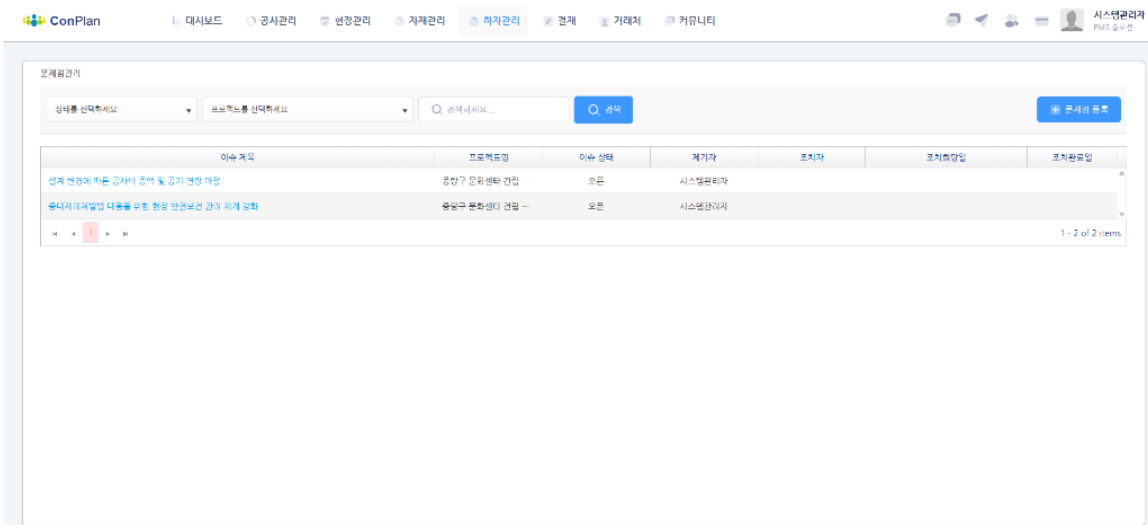 ConPlan 대시보드 공사관리 현장관리 자재관리 하자관리 결재 거래처 커뮤니티 시스템관리자
PMS 솔루션
문제점관리
상태를 선택하세요 프로젝트를 선택하세요 검색하세요... 검색 문제점 등록
이슈 제목 프로젝트명 이슈 상태 제기자 조치자 조치희망일 조치완료일
설계 변경에 따른 공사비 증액 및 공기 연장 마찰 중랑구 문화센터 건립 ... 오픈 시스템관리자
중대재해처벌법 대응을 위한 현장 안전보건 관리 체계 강화 중랑구 문화센터 건립 ... 오픈 시스템관리자
1 1 - 2 of 2 items